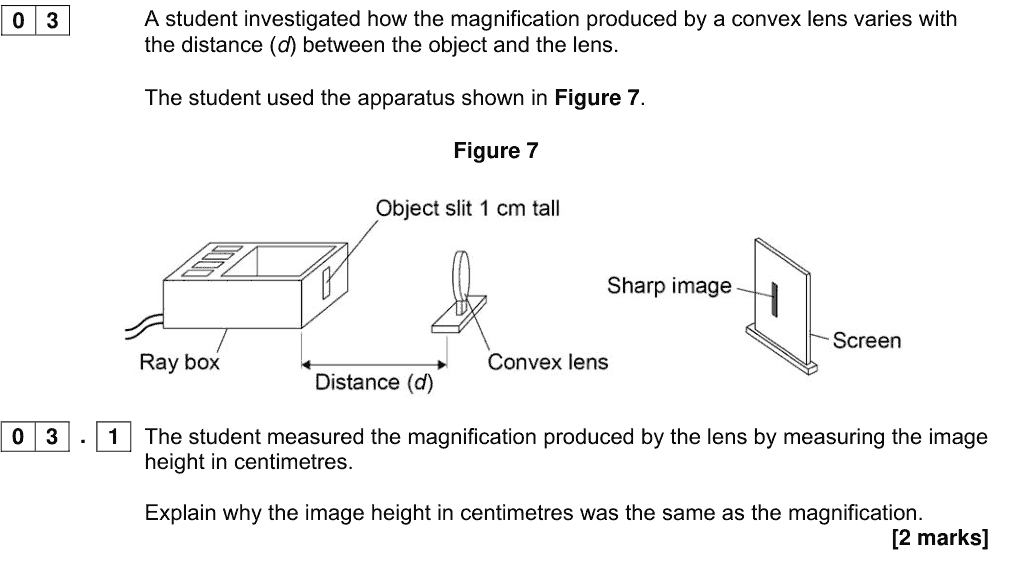 0 3 A student investigated how the magnification produced by a convex lens varies with
the distance (d) between the object and the lens.
The student used the apparatus shown in Figure 7.
Figure 7
Object slit 1 cm tall
Sharp image
Screen
Ray box
Convex lens
Distance (d)
0 3 . 1 The student measured the magnification produced by the lens by measuring the image
height in centimetres.
Explain why the image height in centimetres was the same as the magnification.
[2 marks]